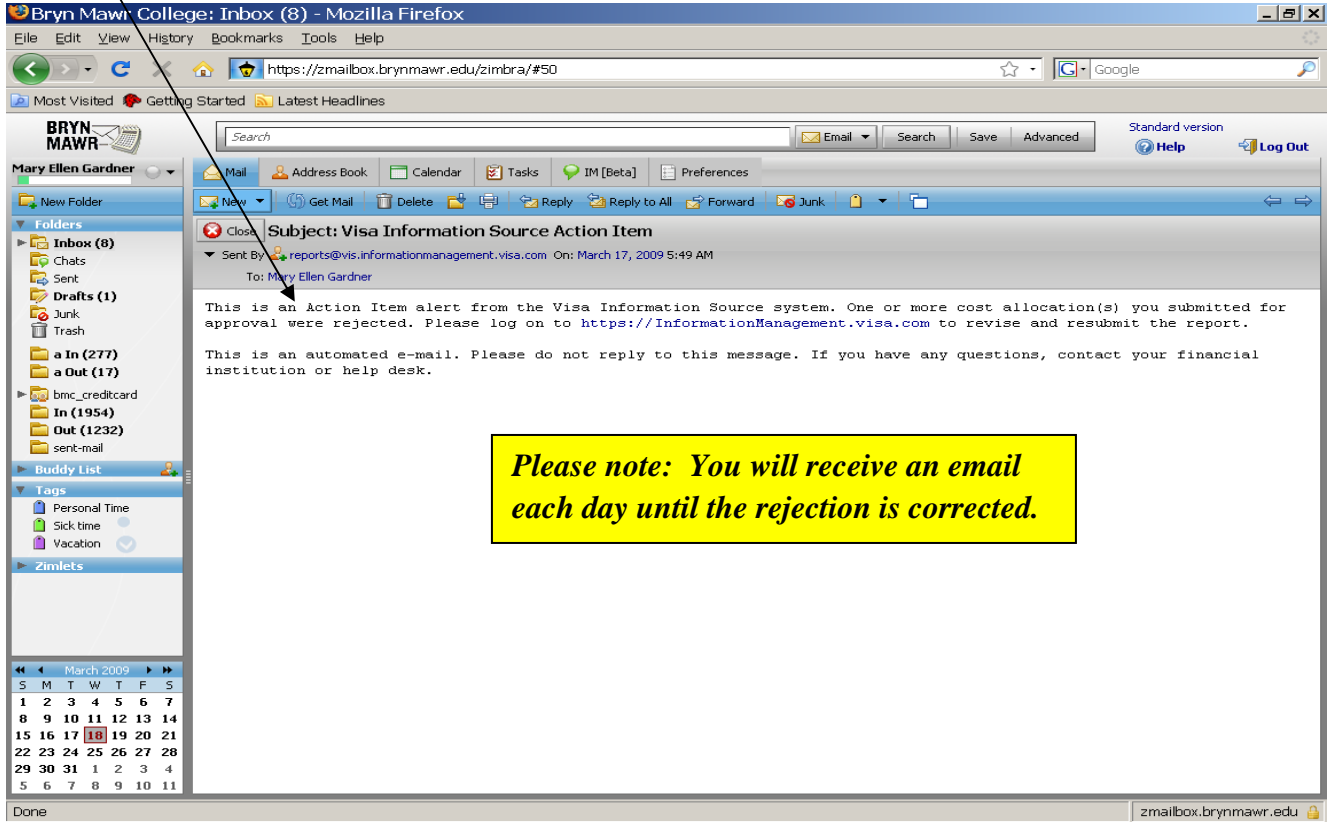 Bryn Mawr College: Inbox (8) - Mozilla Firefox
File Edit View History Bookmarks Tools Help
https://zmailbox.brynmawr.edu/zimbra/#50
G Google
Most Visited Getting Started Latest Headlines
BRYN
MAWR
Search
Email Search Save Advanced
Standard version
Help Log Out
Mary Ellen Gardner
Mail Address Book Calendar Tasks IM [Beta] Preferences
New Folder
New Get Mail Delete Reply Reply to All Forward Junk
Folders
Inbox (8)
Chats
Sent
Drafts (1)
Junk
Trash
a In (277)
a Out (17)
bmc_creditcard
In (1954)
Out (1232)
sent-mail
Buddy List
Tags
Personal Time
Sick time
Vacation
Zimlets
Close Subject: Visa Information Source Action Item
Sent By reports@vis.informationmanagement.visa.com On: March 17, 2009 5:49 AM
To: Mary Ellen Gardner
This is an Action Item alert from the Visa Information Source system. One or more cost allocation(s) you submitted for
approval were rejected. Please log on to https://InformationManagement.visa.com to revise and resubmit the report.
This is an automated e-mail. Please do not reply to this message. If you have any questions, contact your financial
institution or help desk.
Please note: You will receive an email
each day until the rejection is corrected.
March 2009
S M T W T F S
1 2 3 4 5 6 7
8 9 10 11 12 13 14
15 16 17 18 19 20 21
22 23 24 25 26 27 28
29 30 31 1 2 3 4
5 6 7 8 9 10 11
Done
zmailbox.brynmawr.edu